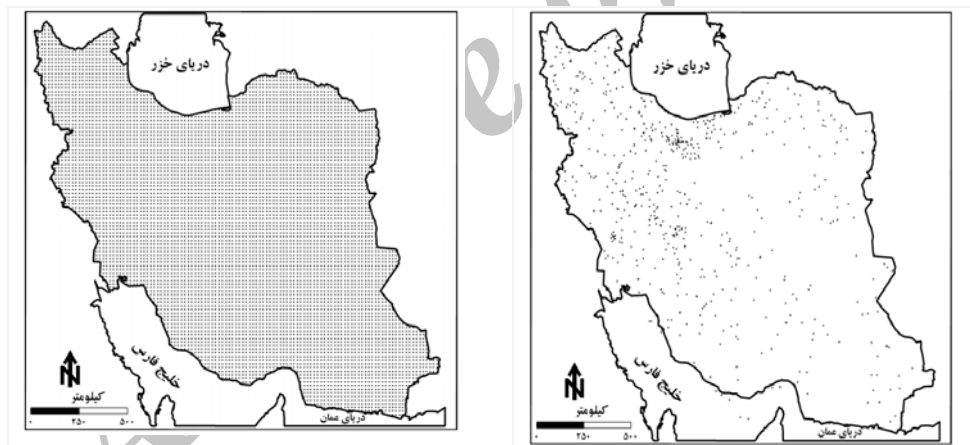 دریای خزر
خلیج فارس
N
کیلومتر
۰ ۲۵۰ ۵۰۰
دریای عمان
دریای خزر
خلیج فارس
N
کیلومتر
۰ ۲۵۰ ۵۰۰
دریای عمان